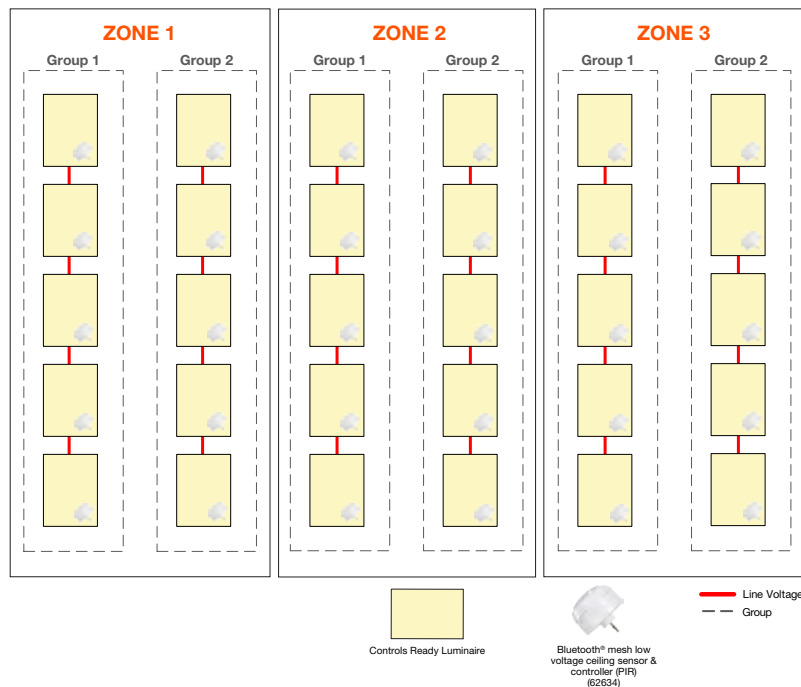 ZONE 1
ZONE 2
ZONE 3
Group 1
Group 2
Group 1
Group 2
Group 1
Group 2
Controls Ready Luminaire
Bluetooth® mesh low
voltage ceiling sensor &
controller (PIR)
(62634)
Line Voltage
Group